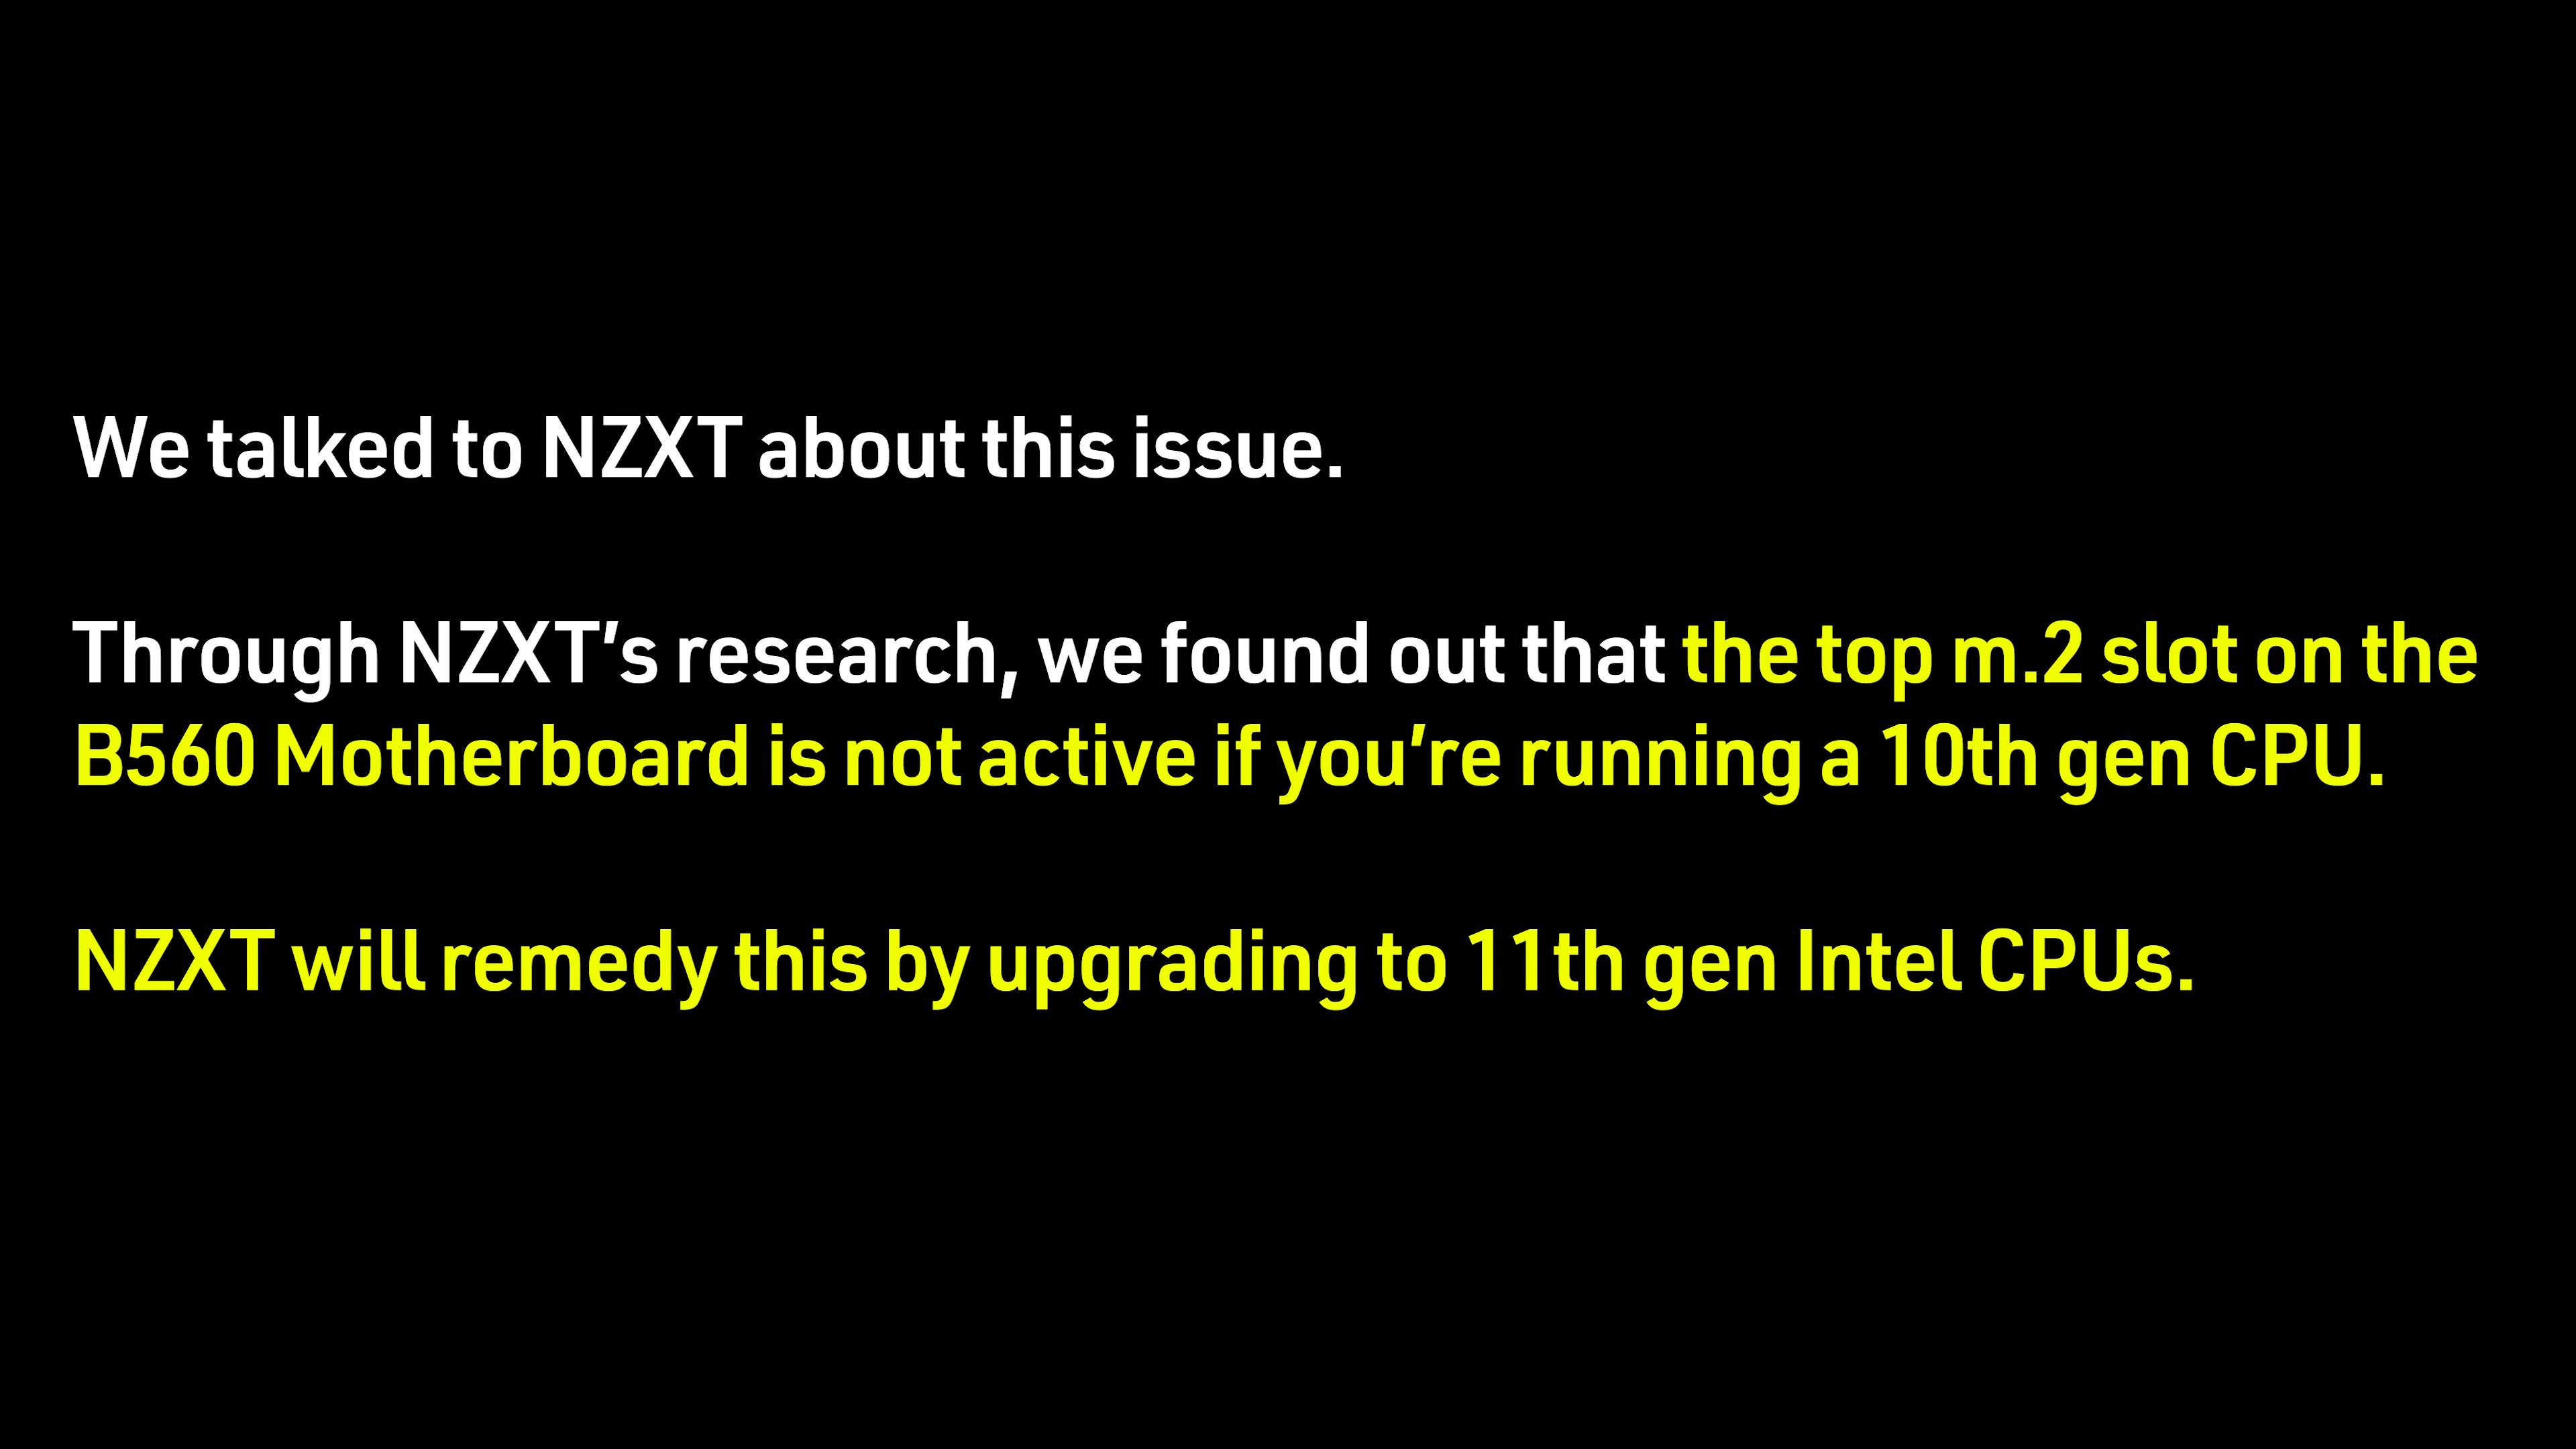 We talked to NZXT about this issue.
Through NZXT’s research, we found out that the top m.2 slot on the
B560 Motherboard is not active if you’re running a 10th gen CPU.
NZXT will remedy this by upgrading to 11th gen Intel CPUs.